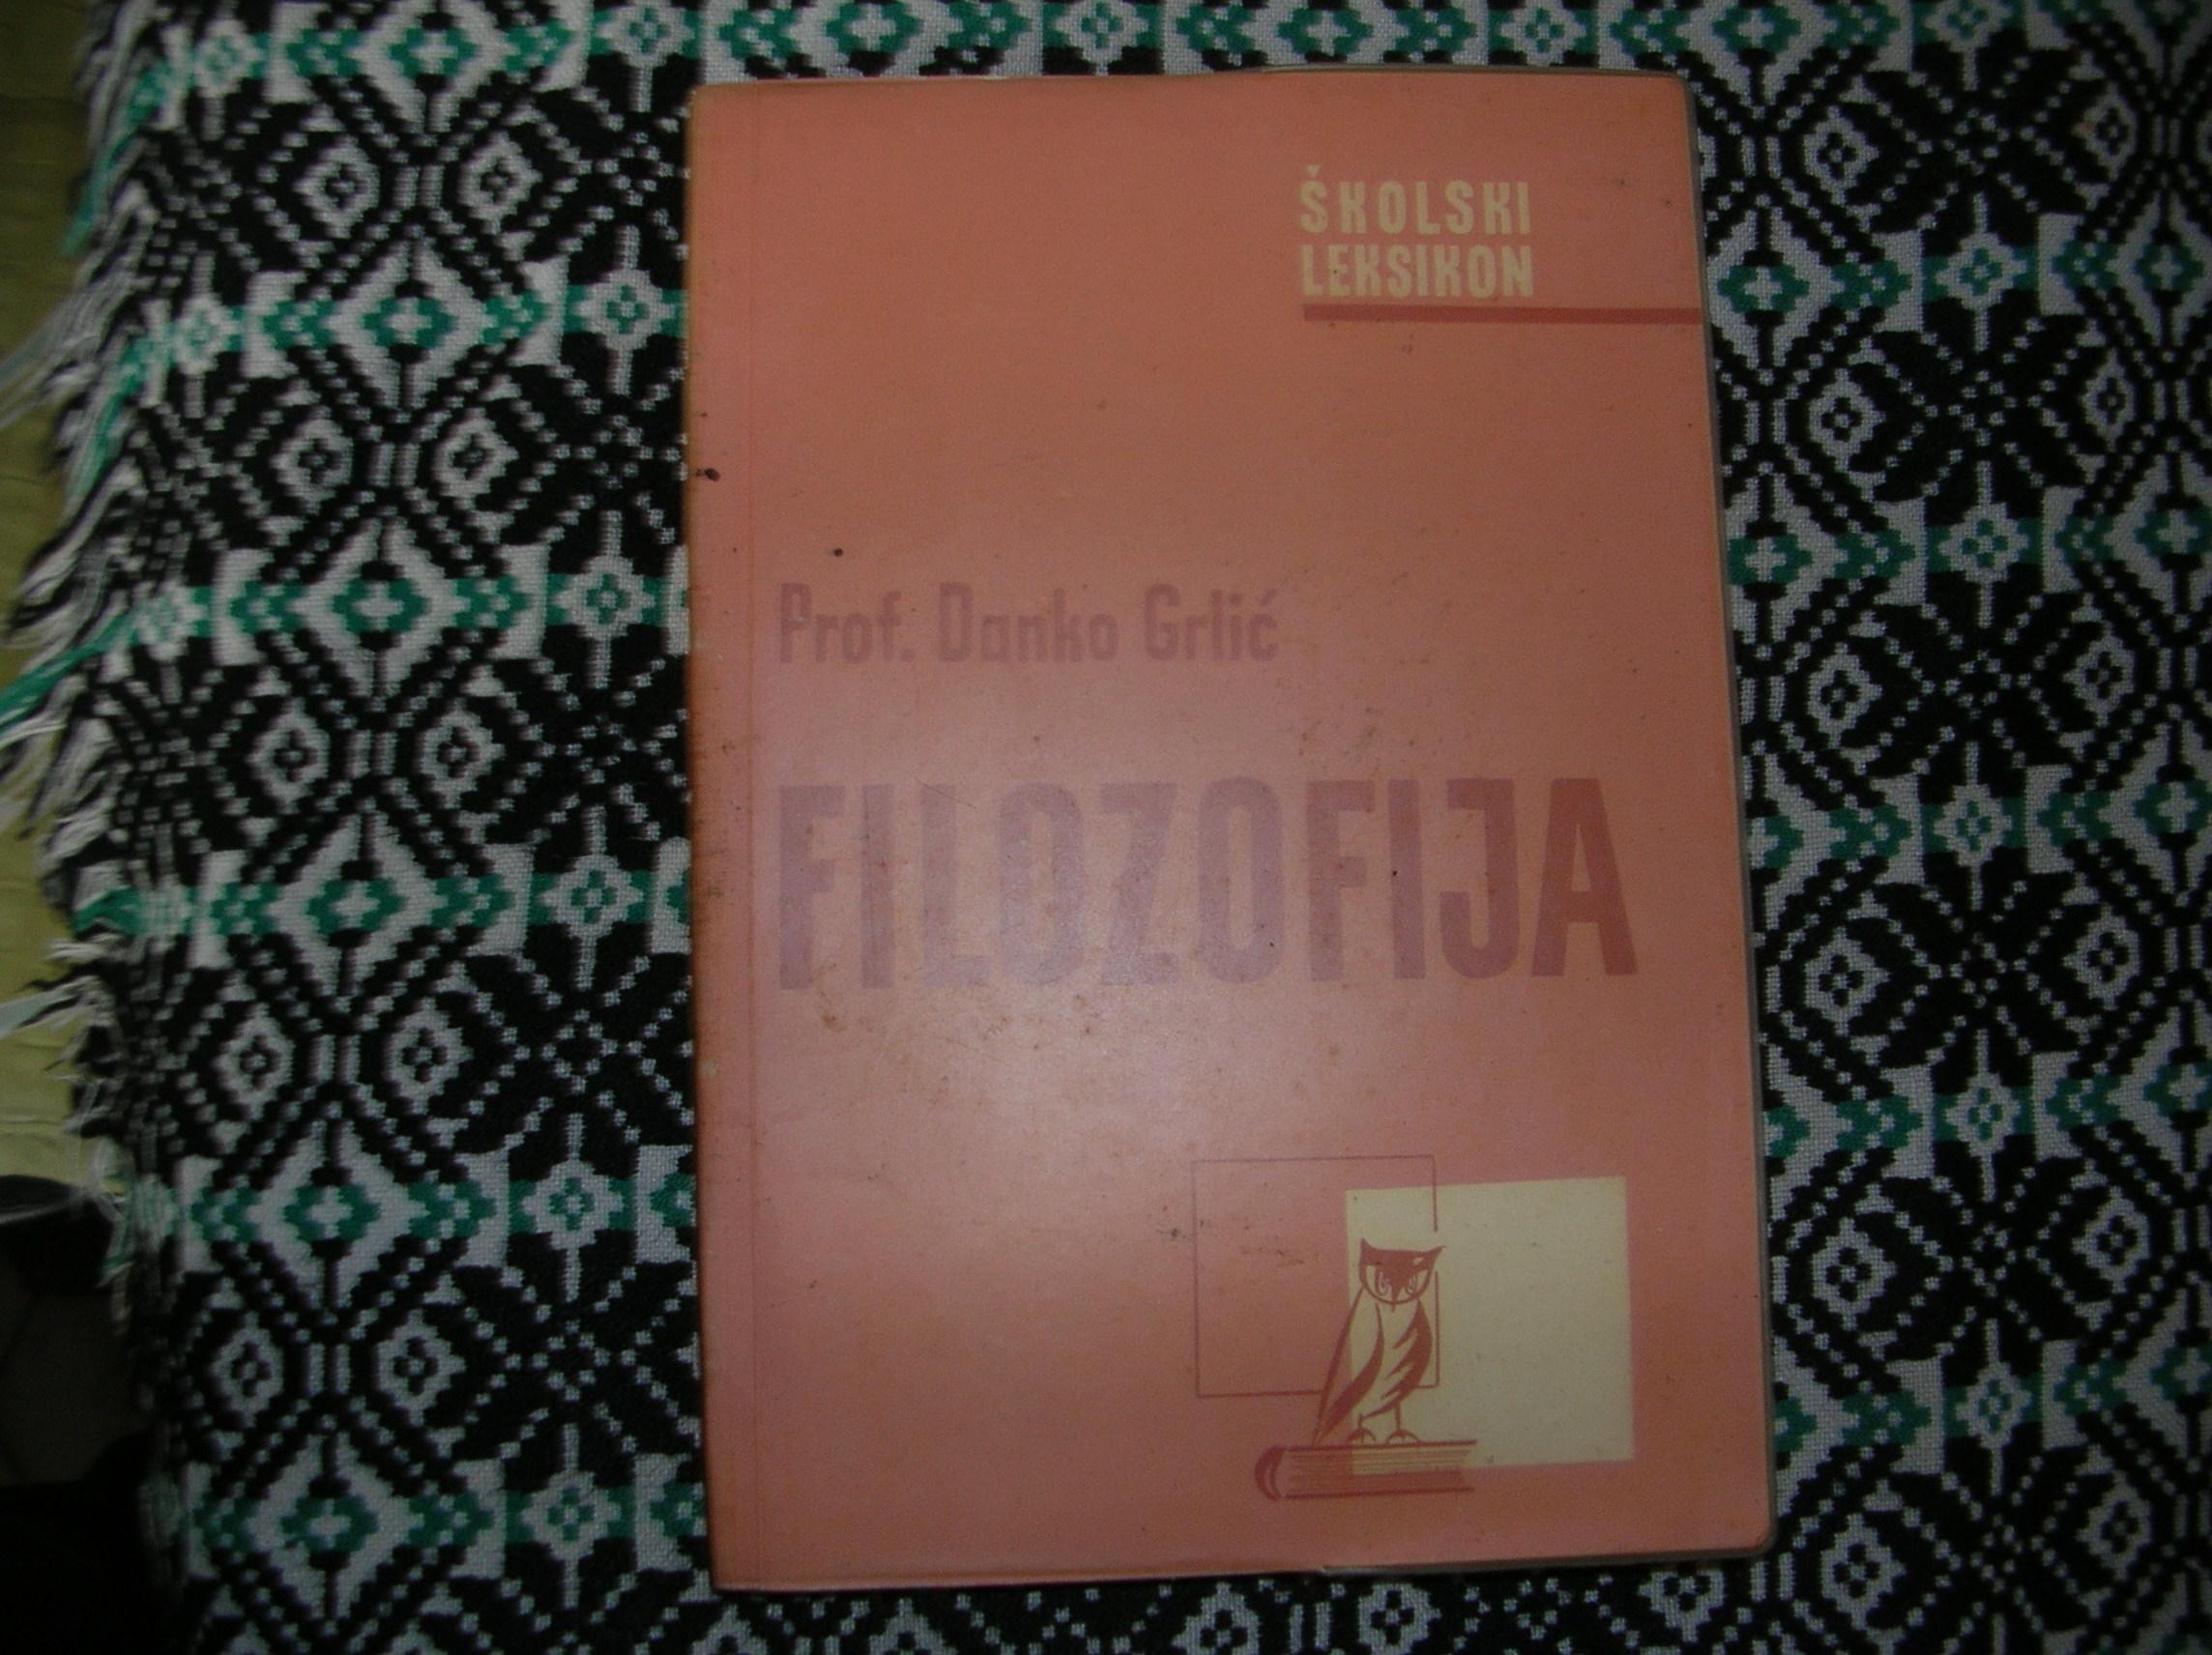 ŠKOLSKI
LEKSIKON
Prof. Danko Grlić
FILOZOFIJA